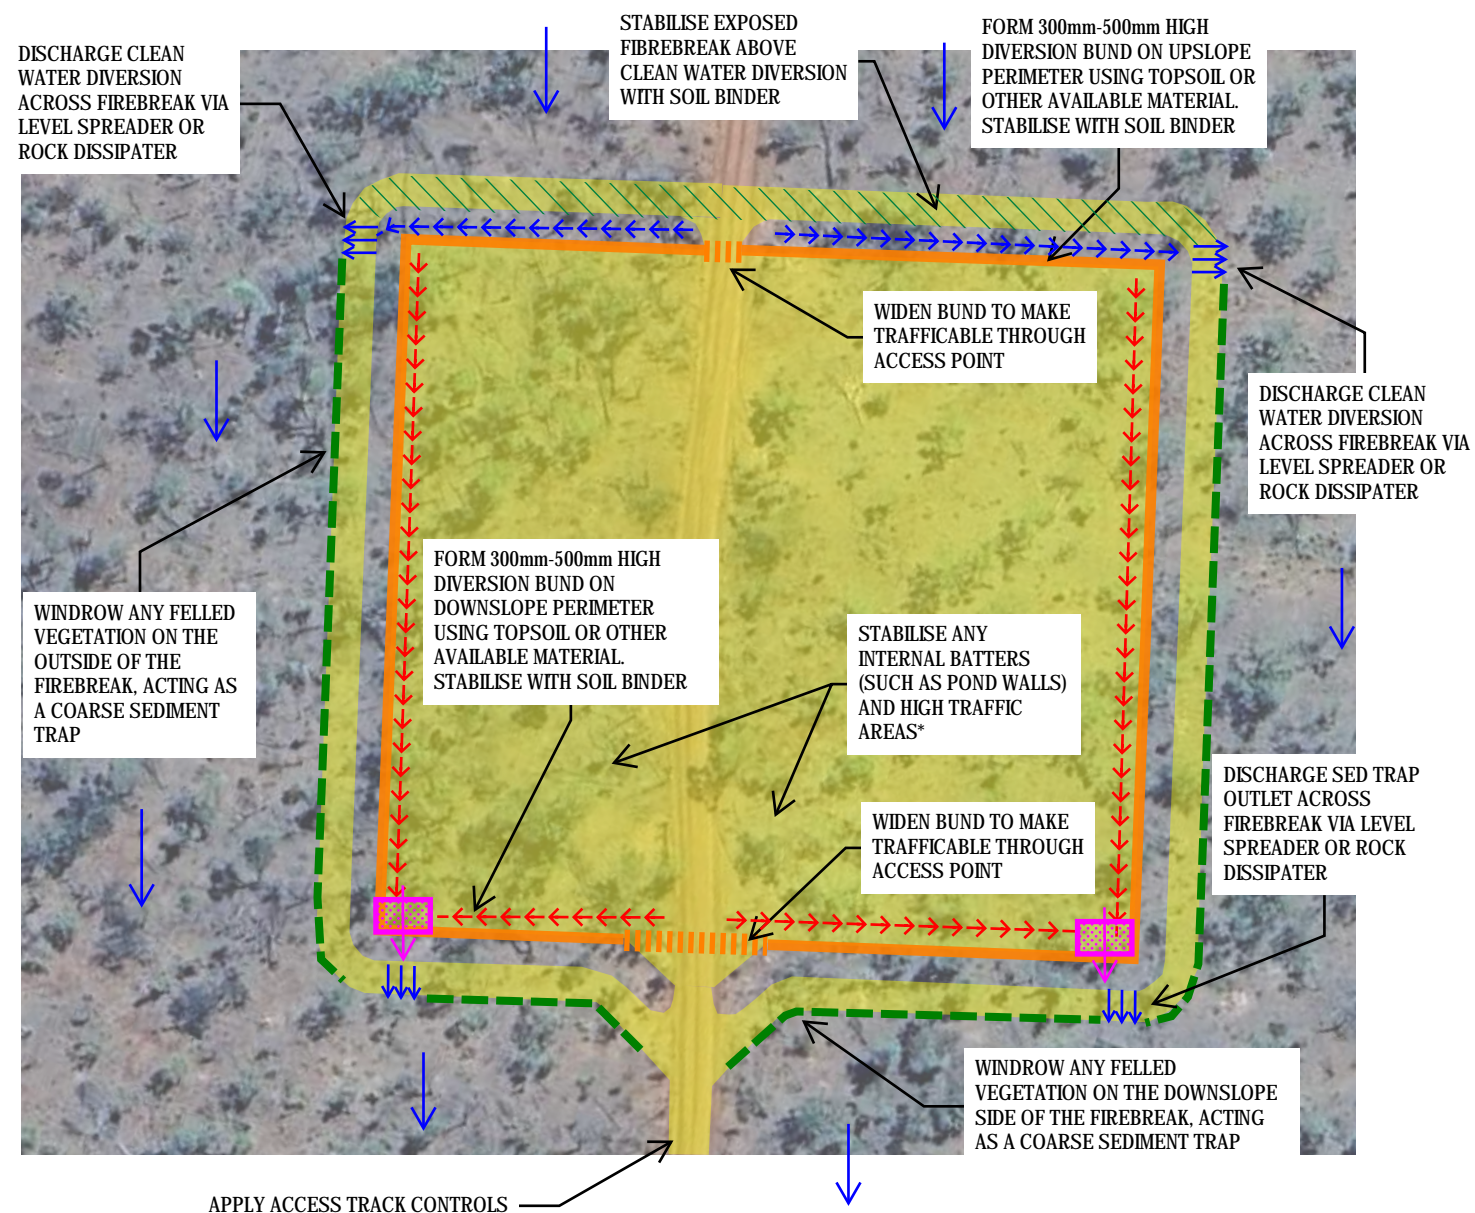 STABILISE EXPOSED
FIBREBREAK ABOVE
CLEAN WATER DIVERSION
WITH SOIL BINDER
FORM 300mm-500mm HIGH
DIVERSION BUND ON UPSLOPE
PERIMETER USING TOPSOIL OR
OTHER AVAILABLE MATERIAL.
STABILISE WITH SOIL BINDER
DISCHARGE CLEAN
WATER DIVERSION
ACROSS FIREBREAK VIA
LEVEL SPREADER OR
ROCK DISSIPATER
WIDEN BUND TO MAKE
TRAFFICABLE THROUGH
ACCESS POINT
DISCHARGE CLEAN
WATER DIVERSION
ACROSS FIREBREAK VIA
LEVEL SPREADER OR
ROCK DISSIPATER
FORM 300mm-500mm HIGH
DIVERSION BUND ON
DOWNSLOPE PERIMETER
USING TOPSOIL OR OTHER
AVAILABLE MATERIAL.
STABILISE WITH SOIL BINDER
WINDROW ANY FELLED
VEGETATION ON THE
OUTSIDE OF THE
FIREBREAK, ACTING AS
A COARSE SEDIMENT
TRAP
STABILISE ANY
INTERNAL BATTERS
(SUCH AS POND WALLS)
AND HIGH TRAFFIC
AREAS*
DISCHARGE SED TRAP
OUTLET ACROSS
FIREBREAK VIA LEVEL
SPREADER OR ROCK
DISSIPATER
WIDEN BUND TO MAKE
TRAFFICABLE THROUGH
ACCESS POINT
WINDROW ANY FELLED
VEGETATION ON THE DOWNSLOPE
SIDE OF THE FIREBREAK, ACTING
AS A COARSE SEDIMENT TRAP
APPLY ACCESS TRACK CONTROLS